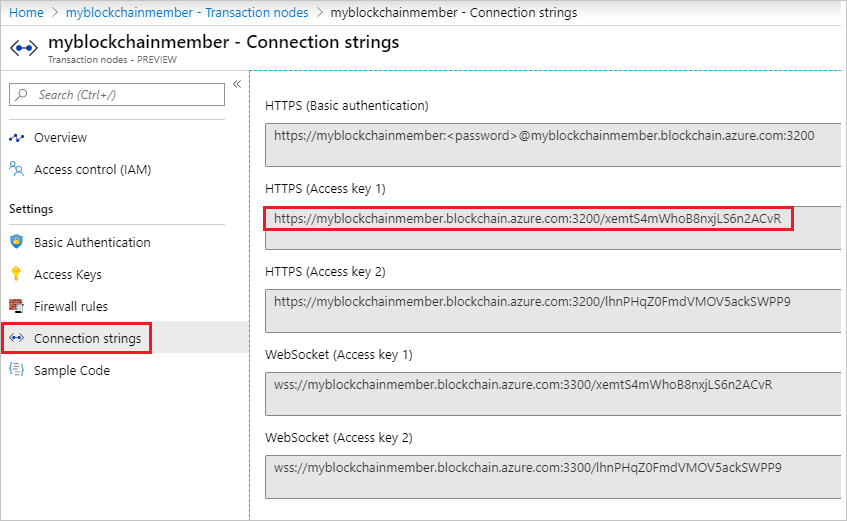 Home > myblockchainmember - Transaction nodes > myblockchainmember - Connection strings
myblockchainmember - Connection strings
Transaction nodes - PREVIEW
Search (Ctrl+/)
Overview
Access control (IAM)
Settings
Basic Authentication
Access Keys
Firewall rules
Connection strings
Sample Code
HTTPS (Basic authentication)
https://myblockchainmember:<password>@myblockchainmember.blockchain.azure.com:3200
HTTPS (Access key 1)
https://myblockchainmember.blockchain.azure.com:3200/xemtS4mWhoB8nxjLS6n2ACvR
HTTPS (Access key 2)
https://myblockchainmember.blockchain.azure.com:3200/lhnPHqZ0FmdVMOV5ackSWPP9
WebSocket (Access key 1)
wss://myblockchainmember.blockchain.azure.com:3300/xemtS4mWhoB8nxjLS6n2ACvR
WebSocket (Access key 2)
wss://myblockchainmember.blockchain.azure.com:3300/lhnPHqZ0FmdVMOV5ackSWPP9